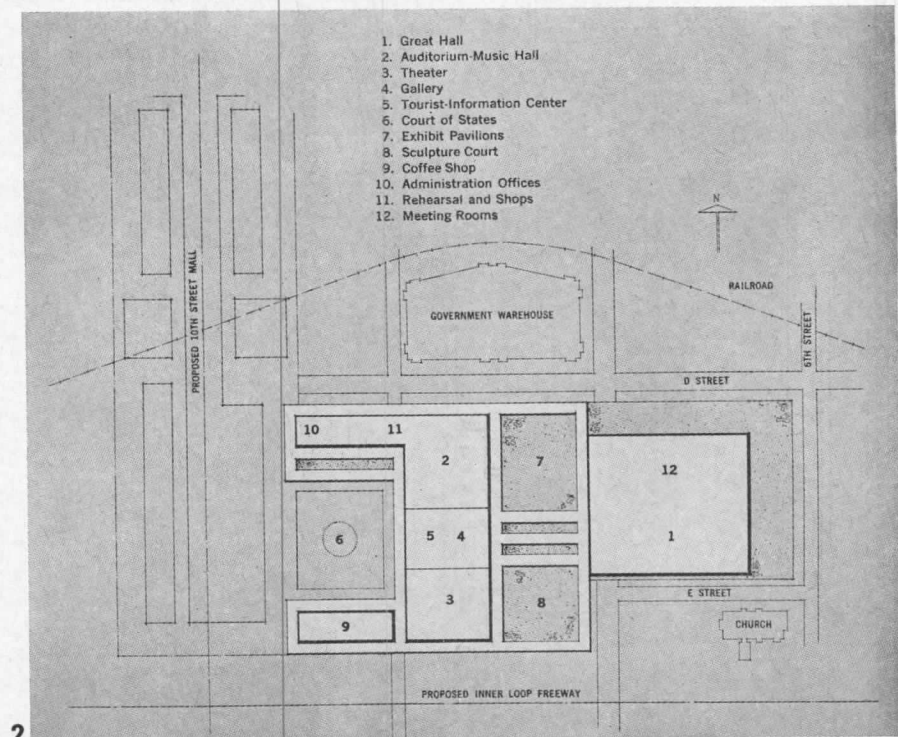 1. Great Hall
2. Auditorium-Music Hall
3. Theater
4. Gallery
5. Tourist-Information Center
6. Court of States
7. Exhibit Pavilions
8. Sculpture Court
9. Coffee Shop
10. Administration Offices
11. Rehearsal and Shops
12. Meeting Rooms
N
RAILROAD
PROPOSED 10TH STREET MALL
GOVERNMENT WAREHOUSE
6TH STREET
D STREET
10
11
2
7
12
6
5
4
1
3
8
E STREET
9
CHURCH
PROPOSED INNER LOOP FREEWAY
2